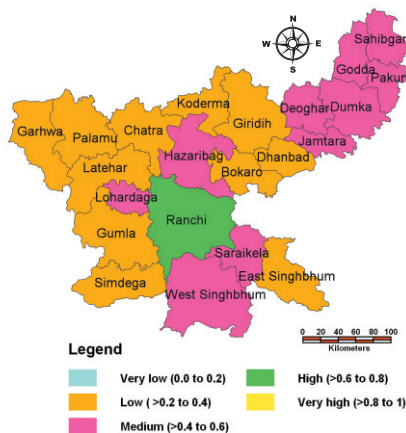 N
W E
S
Sahibganj
Godda
Pakur
Koderma
Deoghar
Dumka
Garhwa
Palamu
Chatra
Giridih
Jamtara
Hazaribag
Dhanbad
Latehar
Bokaro
Lohardaga
Ranchi
Gumla
Saraikela
Simdega
East Singhbhum
West Singhbhum
0 20 40 60 80 100
Kilometers
Legend
Very low (0.0 to 0.2)
High (>0.6 to 0.8)
Low ( >0.2 to 0.4)
Very high (>0.8 to 1)
Medium (>0.4 to 0.6)